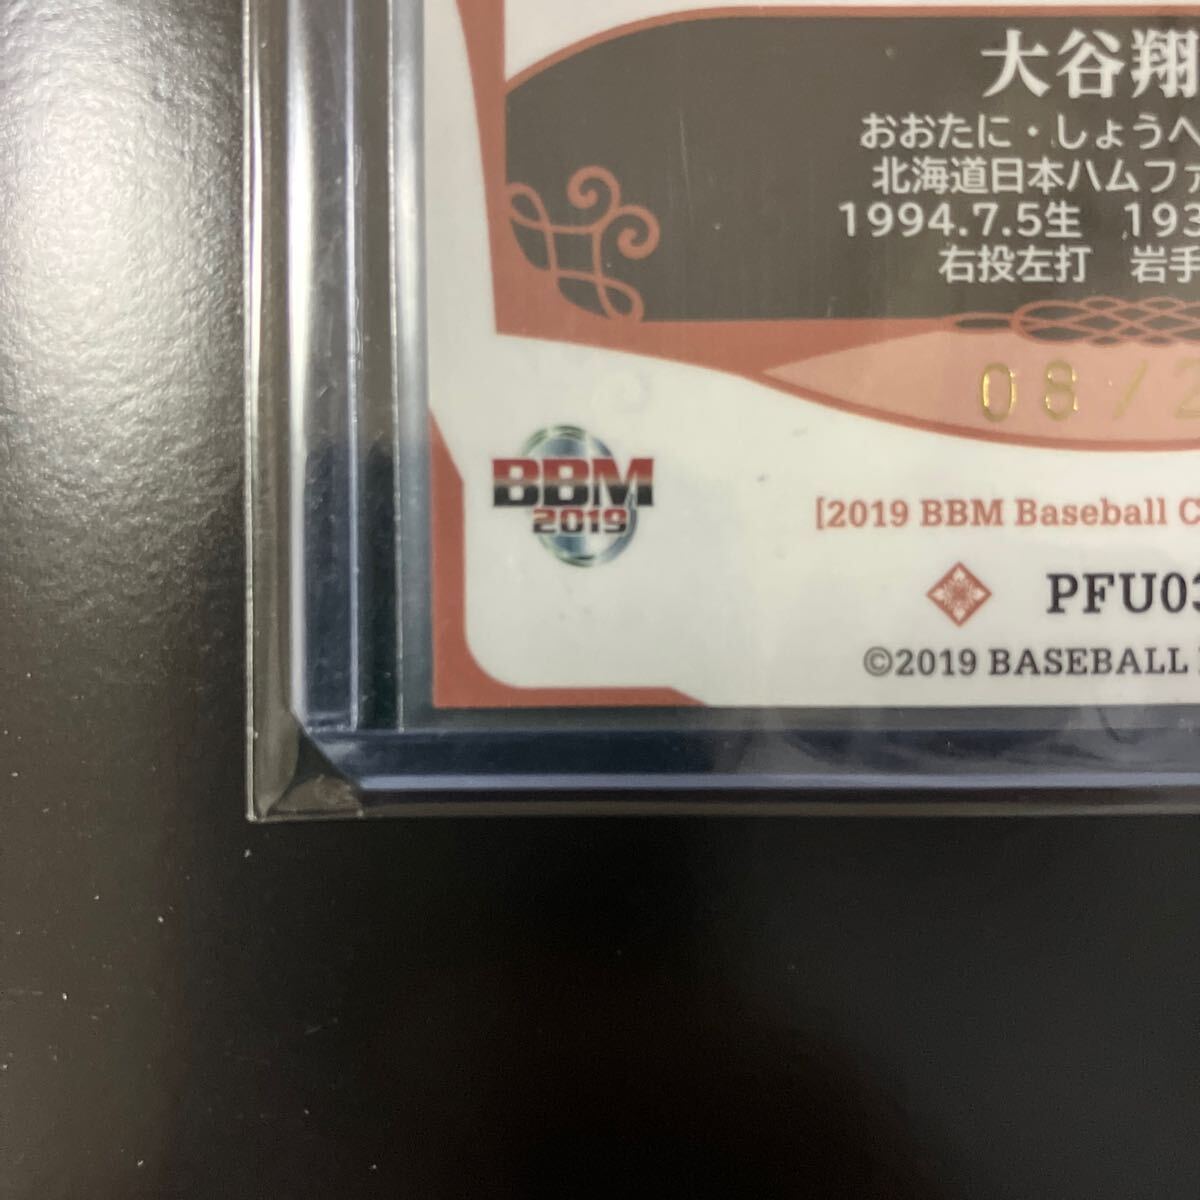 大谷翔
おおたに・しょうへ
北海道日本ハムファ
1994.7.5生　193
右投左打　岩手
08/2
BBM
2019
[2019 BBM Baseball C
PFU03
©2019 BASEBALL